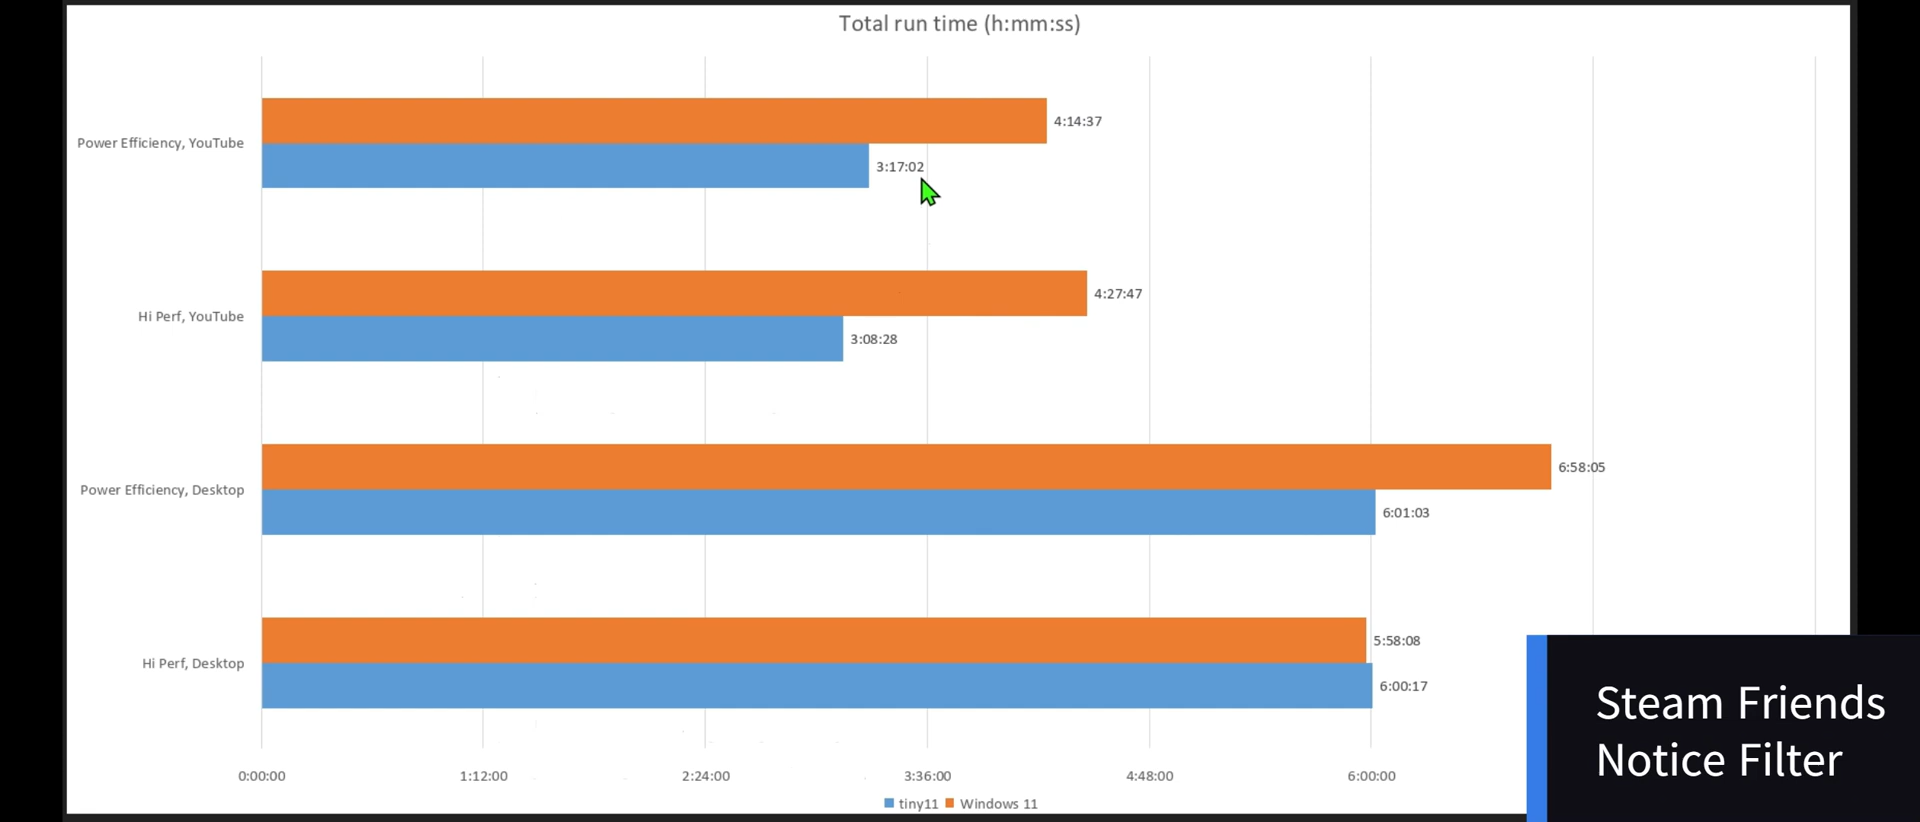 Total run time (h:mm:ss)
Power Efficiency, YouTube
4:14:37
3:17:02
Hi Perf, YouTube
4:27:47
3:08:28
Power Efficiency, Desktop
6:58:05
6:01:03
Hi Perf, Desktop
5:58:08
6:00:17
0:00:00 1:12:00 2:24:00 3:36:00 4:48:00 6:00:00
tiny11 Windows 11
Steam Friends
Notice Filter